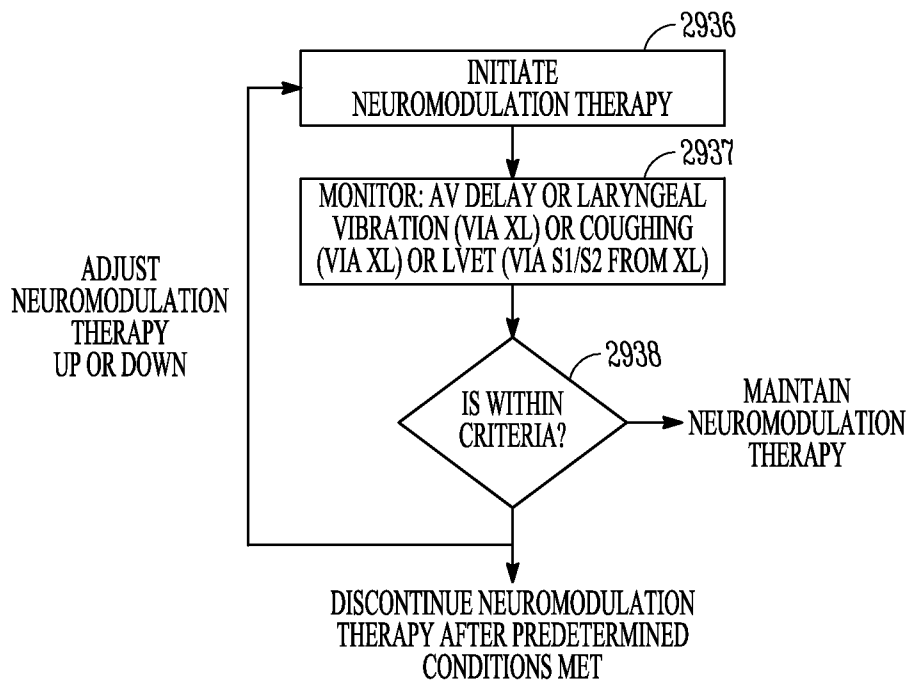 2936
INITIATE
NEUROMODULATION THERAPY
2937
MONITOR: AV DELAY OR LARYNGEAL
VIBRATION (VIA XL) OR COUGHING
(VIA XL) OR LVET (VIA S1/S2 FROM XL)
ADJUST
NEUROMODULATION
THERAPY
UP OR DOWN
2938
IS WITHIN
CRITERIA?
MAINTAIN
NEUROMODULATION
THERAPY
DISCONTINUE NEUROMODULATION
THERAPY AFTER PREDETERMINED
CONDITIONS MET